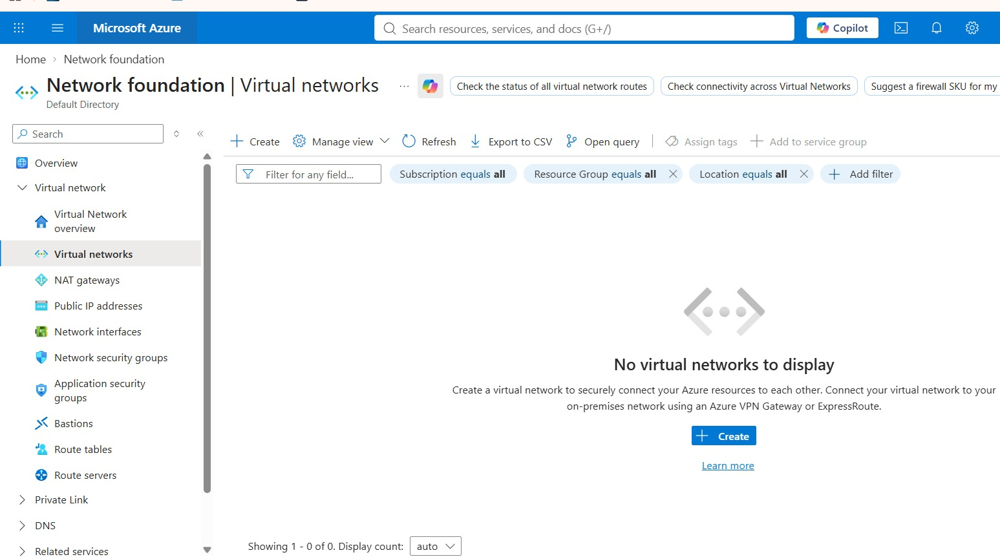 Microsoft Azure
Search resources, services, and docs (G+/)
Copilot
Home > Network foundation
Network foundation | Virtual networks
...
Check the status of all virtual network routes
Check connectivity across Virtual Networks
Suggest a firewall SKU for my
Default Directory
Search
Create
Manage view
Refresh
Export to CSV
Open query
Assign tags
Add to service group
Filter for any field...
Subscription equals all
Resource Group equals all
Location equals all
Add filter
Overview
Virtual network
Virtual Network
overview
Virtual networks
NAT gateways
Public IP addresses
Network interfaces
Network security groups
Application security
groups
Bastions
Route tables
Route servers
Private Link
DNS
Related services
No virtual networks to display
Create a virtual network to securely connect your Azure resources to each other. Connect your virtual network to your
on-premises network using an Azure VPN Gateway or ExpressRoute.
Create
Learn more
Showing 1 - 0 of 0. Display count:
auto